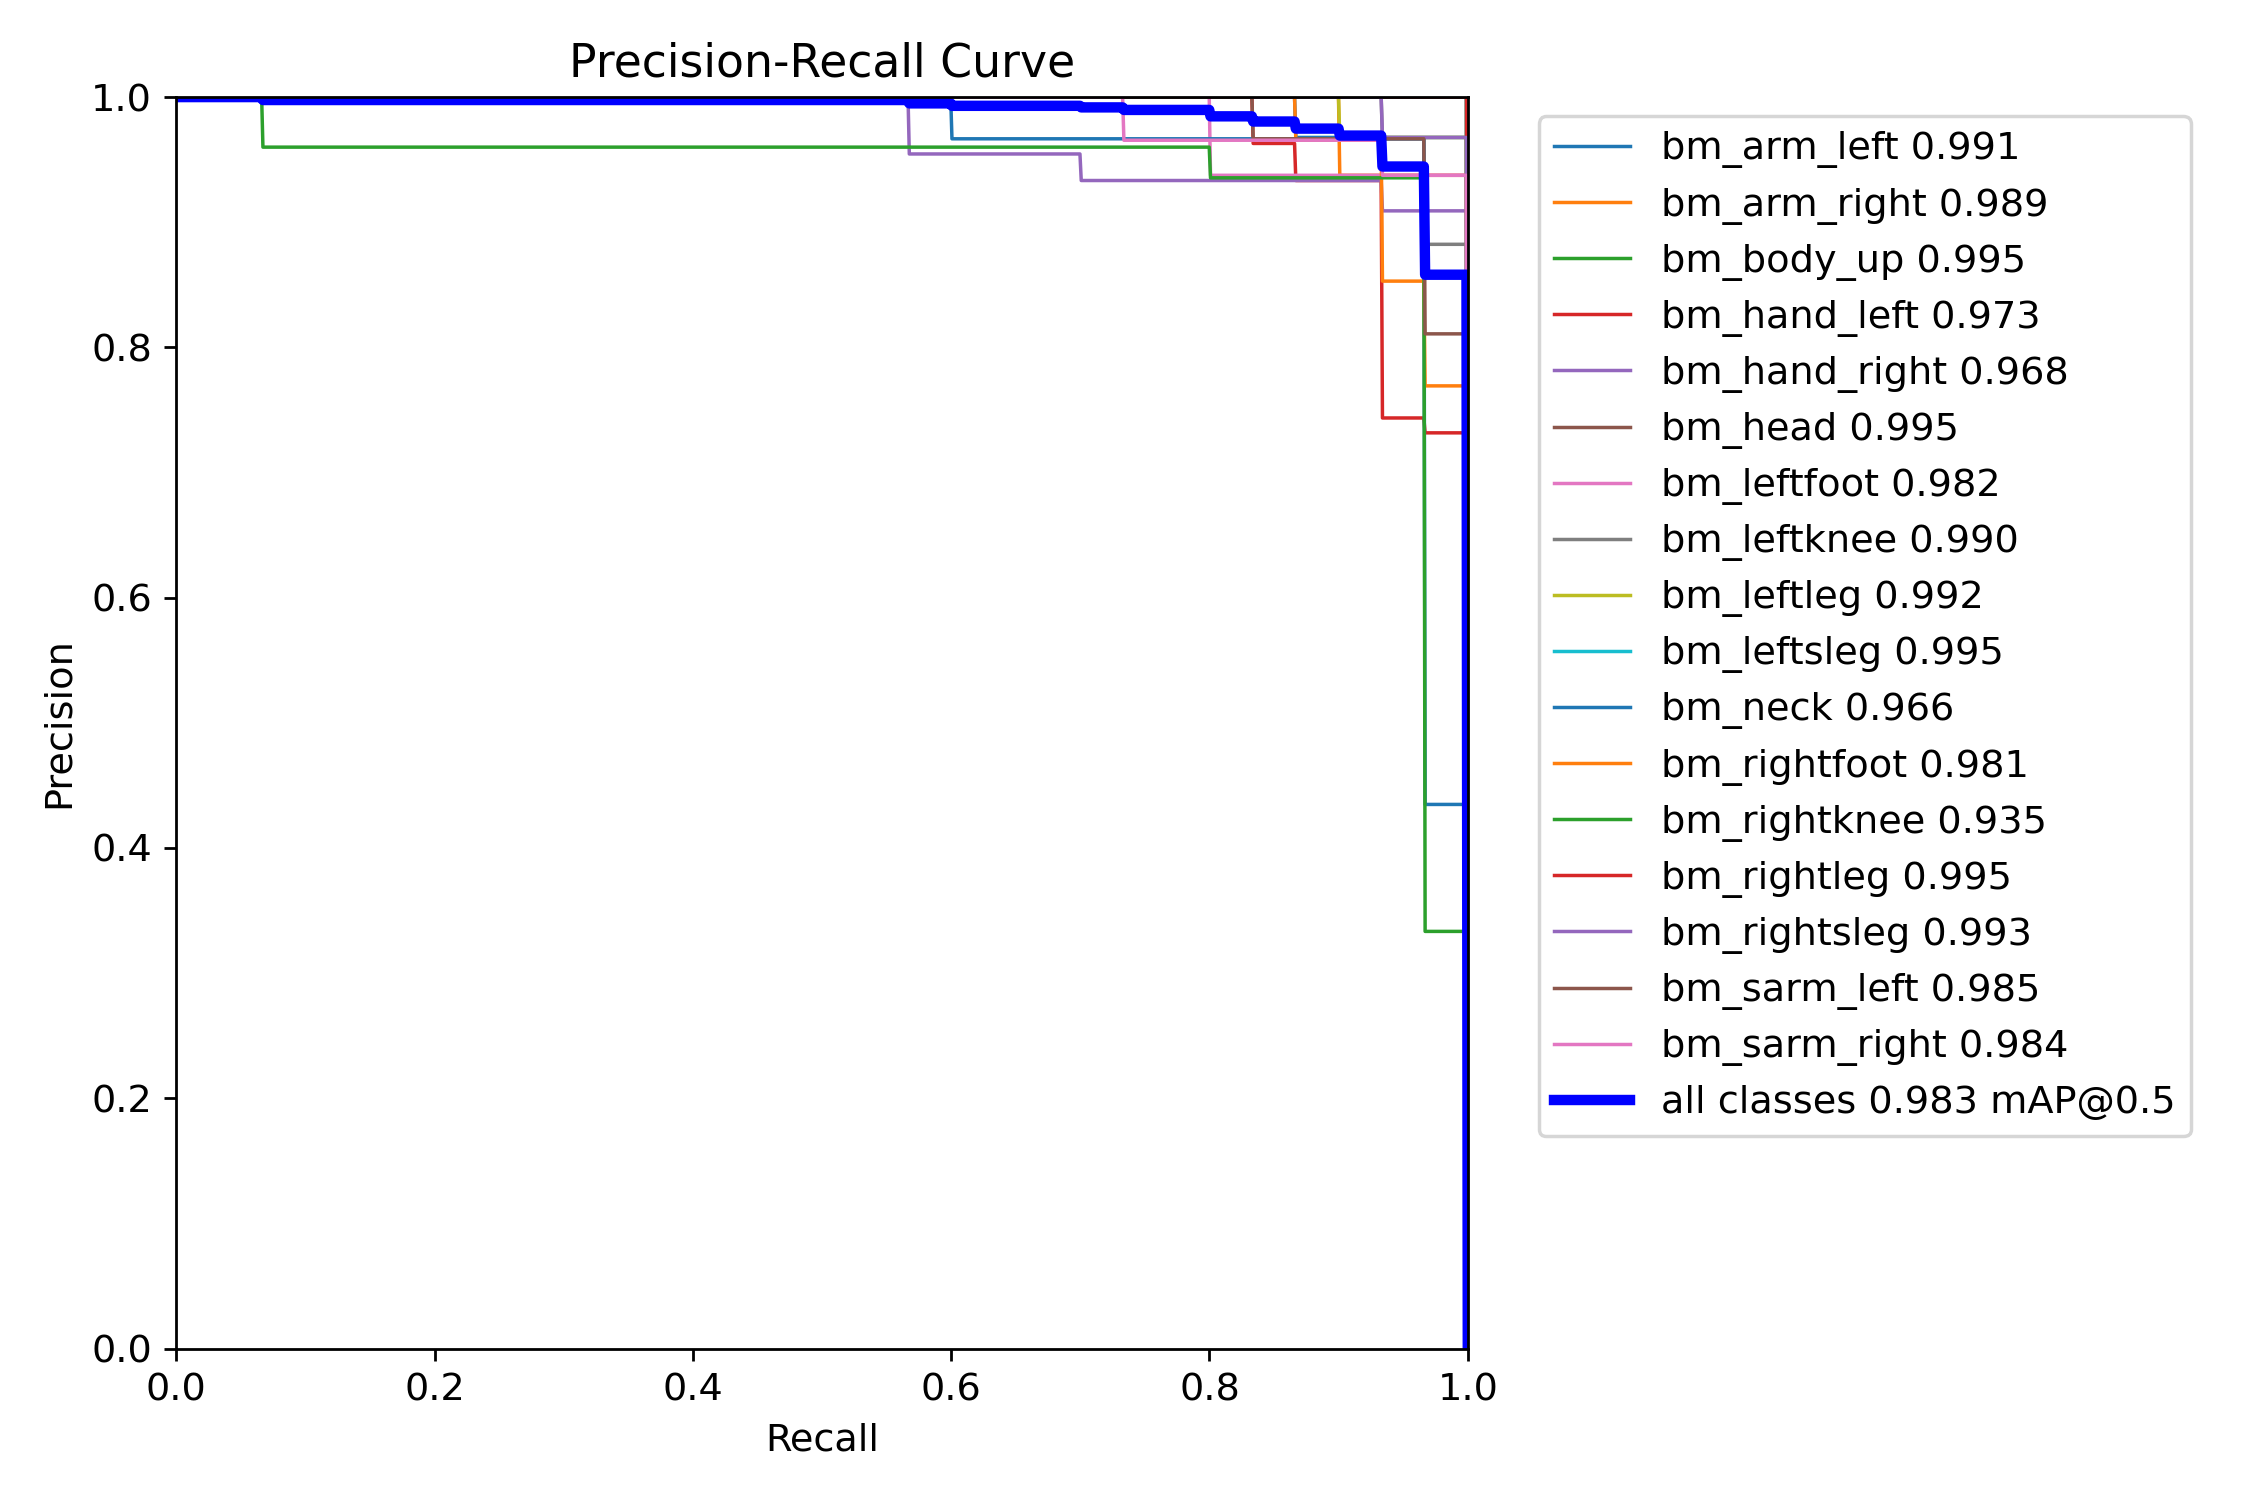 Precision-Recall Curve
1.0
0.8
0.6
0.4
0.2
0.0
Precision
0.0 0.2 0.4 0.6 0.8 1.0
Recall
bm_arm_left 0.991
bm_arm_right 0.989
bm_body_up 0.995
bm_hand_left 0.973
bm_hand_right 0.968
bm_head 0.995
bm_leftfoot 0.982
bm_leftknee 0.990
bm_leftleg 0.992
bm_leftsleg 0.995
bm_neck 0.966
bm_rightfoot 0.981
bm_rightknee 0.935
bm_rightleg 0.995
bm_rightsleg 0.993
bm_sarm_left 0.985
bm_sarm_right 0.984
all classes 0.983 mAP@0.5